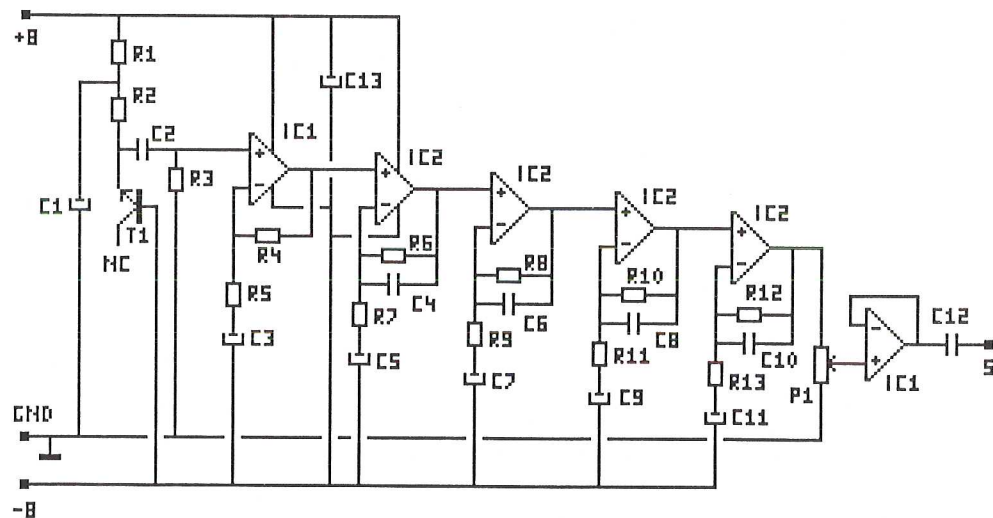 +8
R1
R2
C13
C2
IC1
R3
IC2
IC2
IC2
IC2
C1
T1
NC
R4
R5
C3
R6
C4
R7
C5
R8
C6
R9
C7
R10
C8
R11
C9
R12
C10
R13
C11
P1
IC1
C12
S
GND
-8